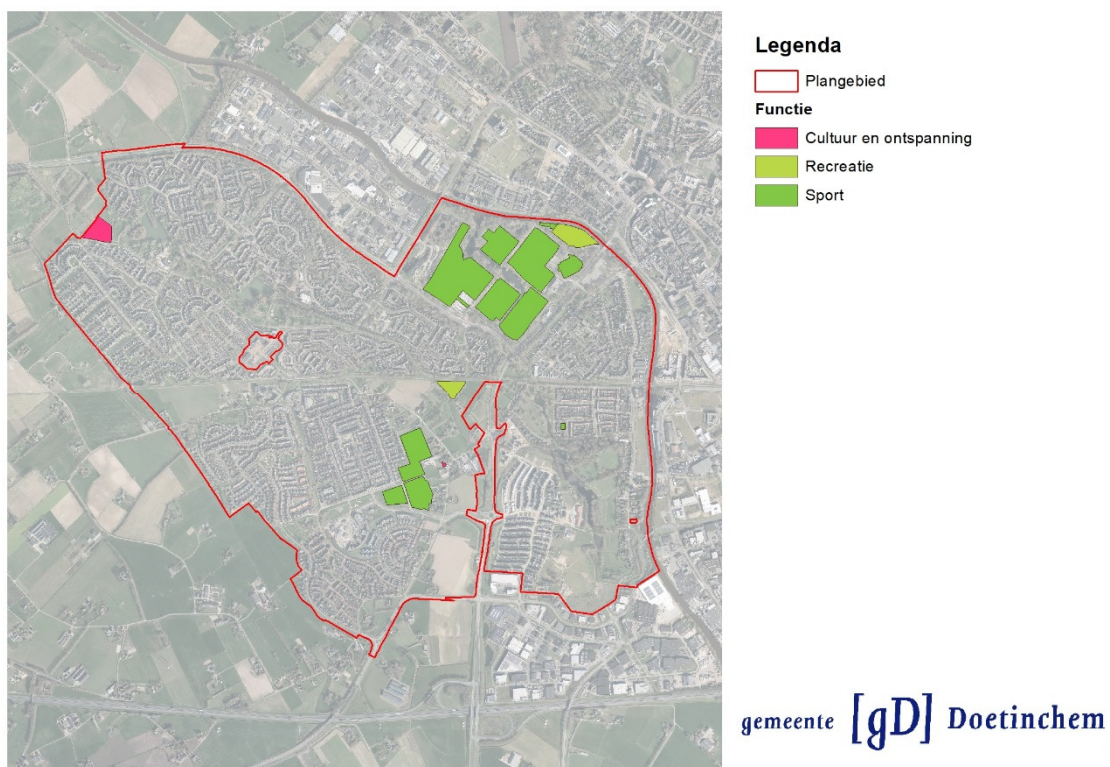 Legenda
Plangebied
Functie
Cultuur en ontspanning
Recreatie
Sport
gemeente [gD] Doetinchem